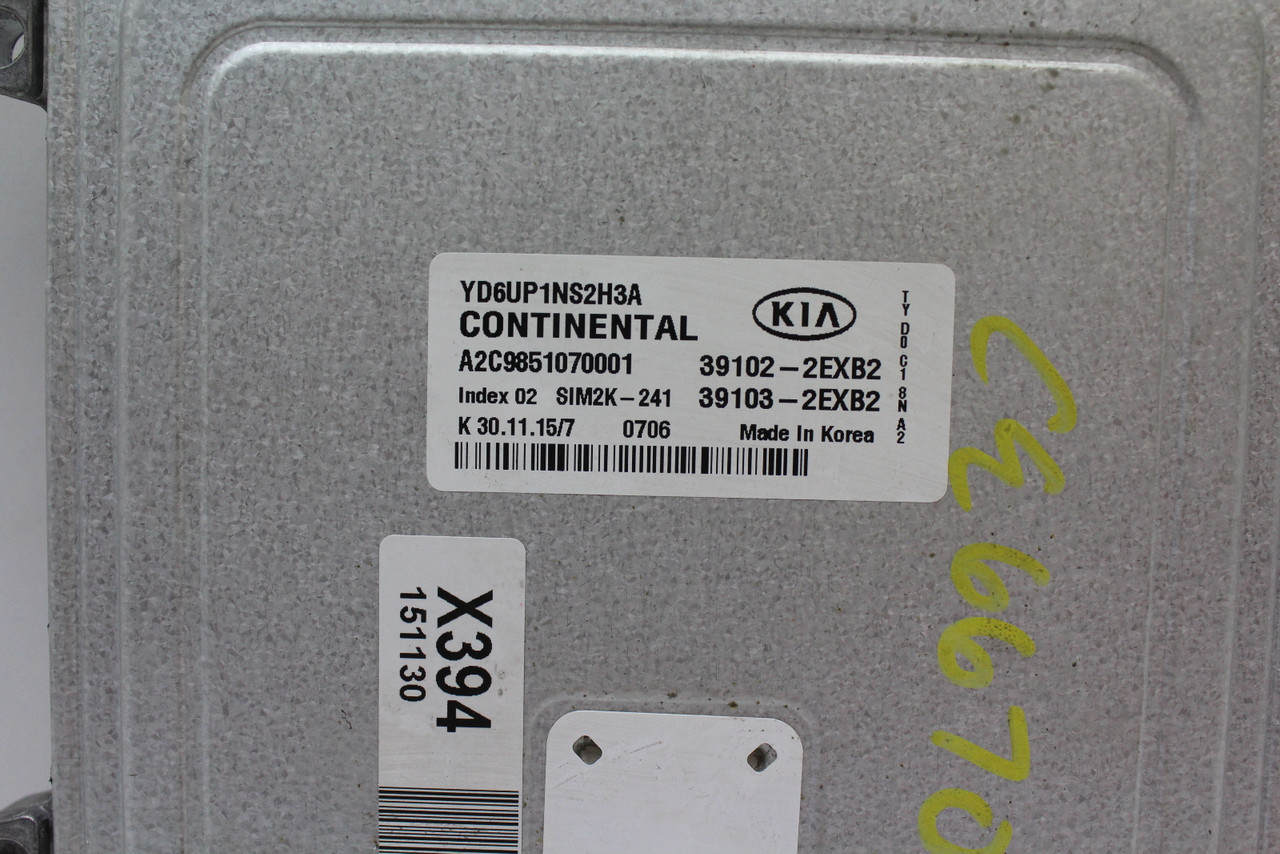 YD6UP1NS2H3A
CONTINENTAL
KIA
A2C9851070001 39102-2EXB2
Index 02 SIM2K-241 39103-2EXB2
K 30.11.15/7 0706 Made In Korea
TY D0 C1 8N A2
X394
151130